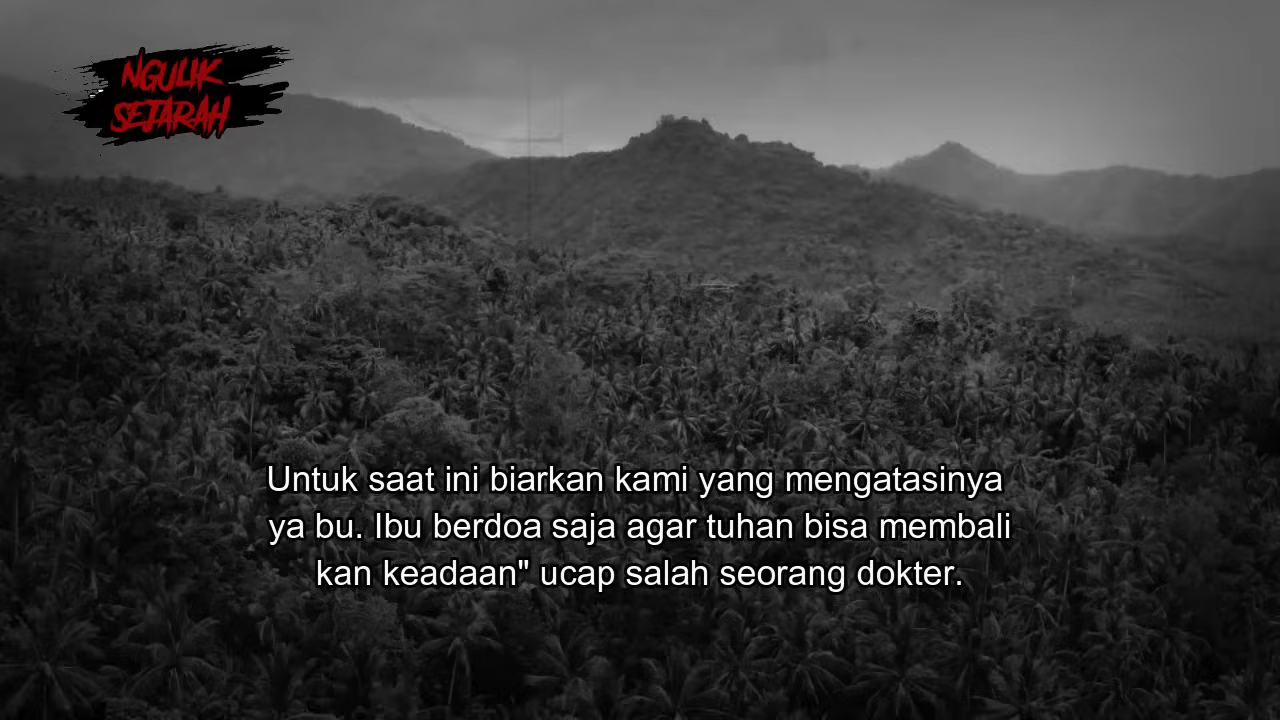 NGULIK
SEJARAH
Untuk saat ini biarkan kami yang mengatasinya
ya bu. Ibu berdoa saja agar tuhan bisa membali
kan keadaan" ucap salah seorang dokter.